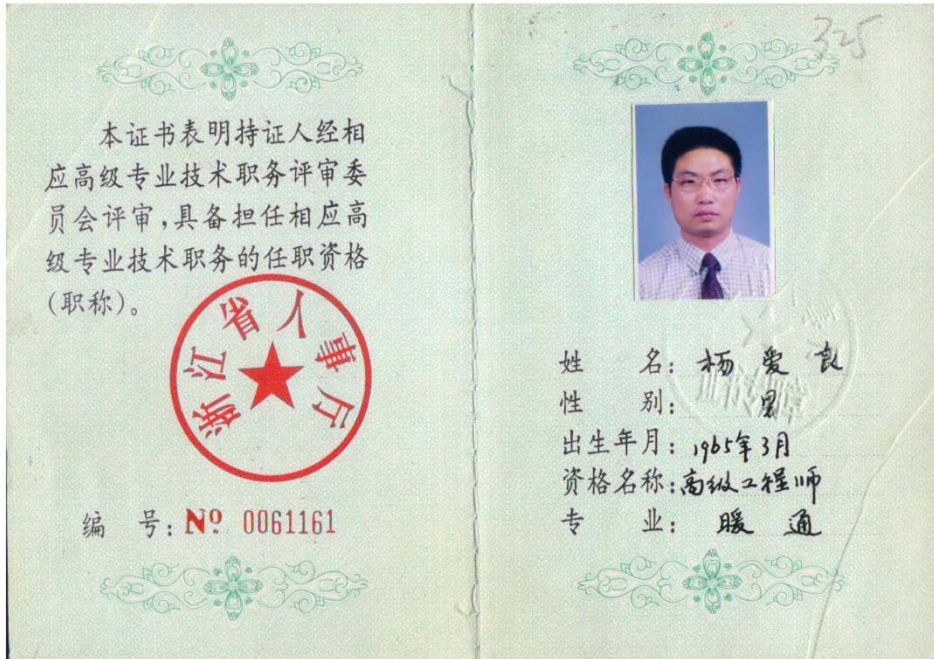 本证书表明持证人经相
应高级专业技术职务评审委
员会评审,具备担任相应高
级专业技术职务的任职资格
(职称)。
浙江省人事厅
编 号:№ 0061161
325
姓 名:杨爱良
性 别:男
出生年月:1965年3月
资格名称:高级工程师
专 业:暖通